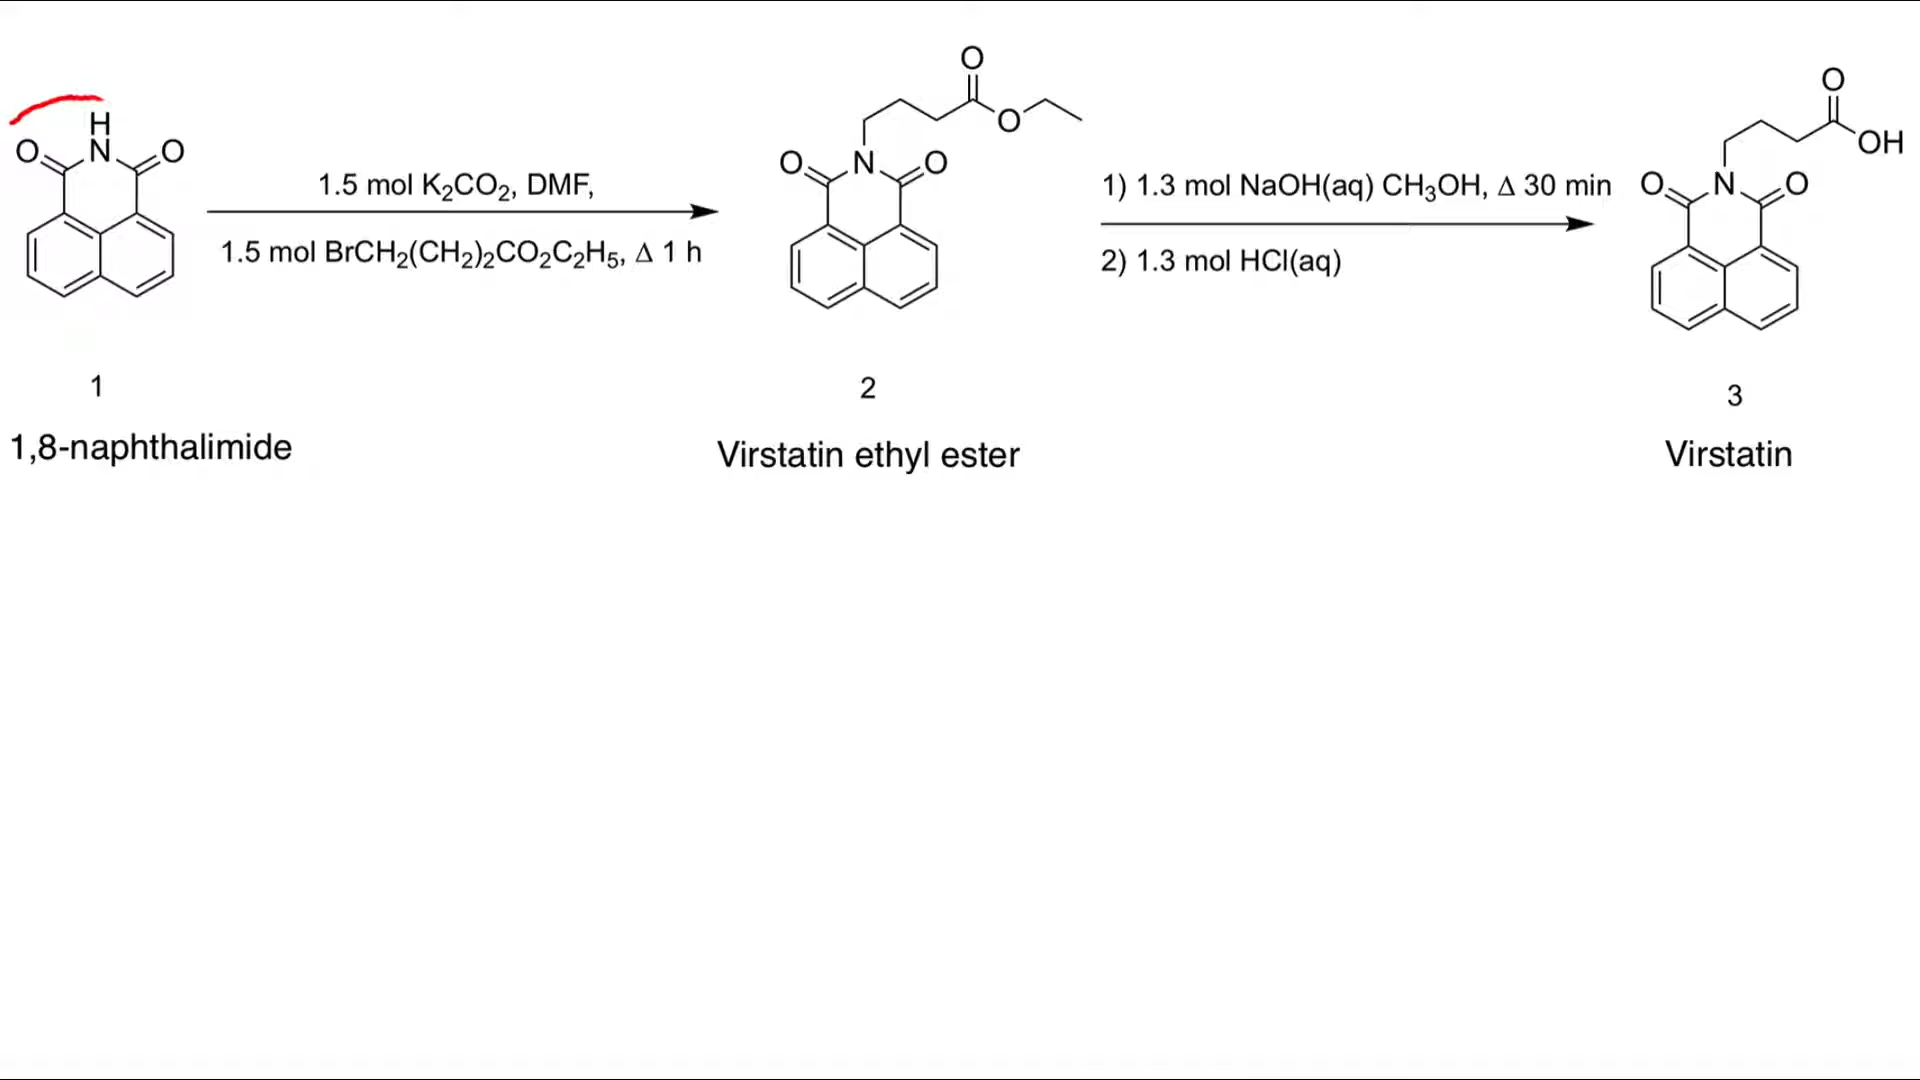 H
O N O
1.5 mol K₂CO₂, DMF,
1.5 mol BrCH₂(CH₂)₂CO₂C₂H₅, Δ 1 h
1
1,8-naphthalimide
O
O
O N O
2
Virstatin ethyl ester
1) 1.3 mol NaOH(aq) CH₃OH, Δ 30 min
2) 1.3 mol HCl(aq)
O
OH
O N O
3
Virstatin